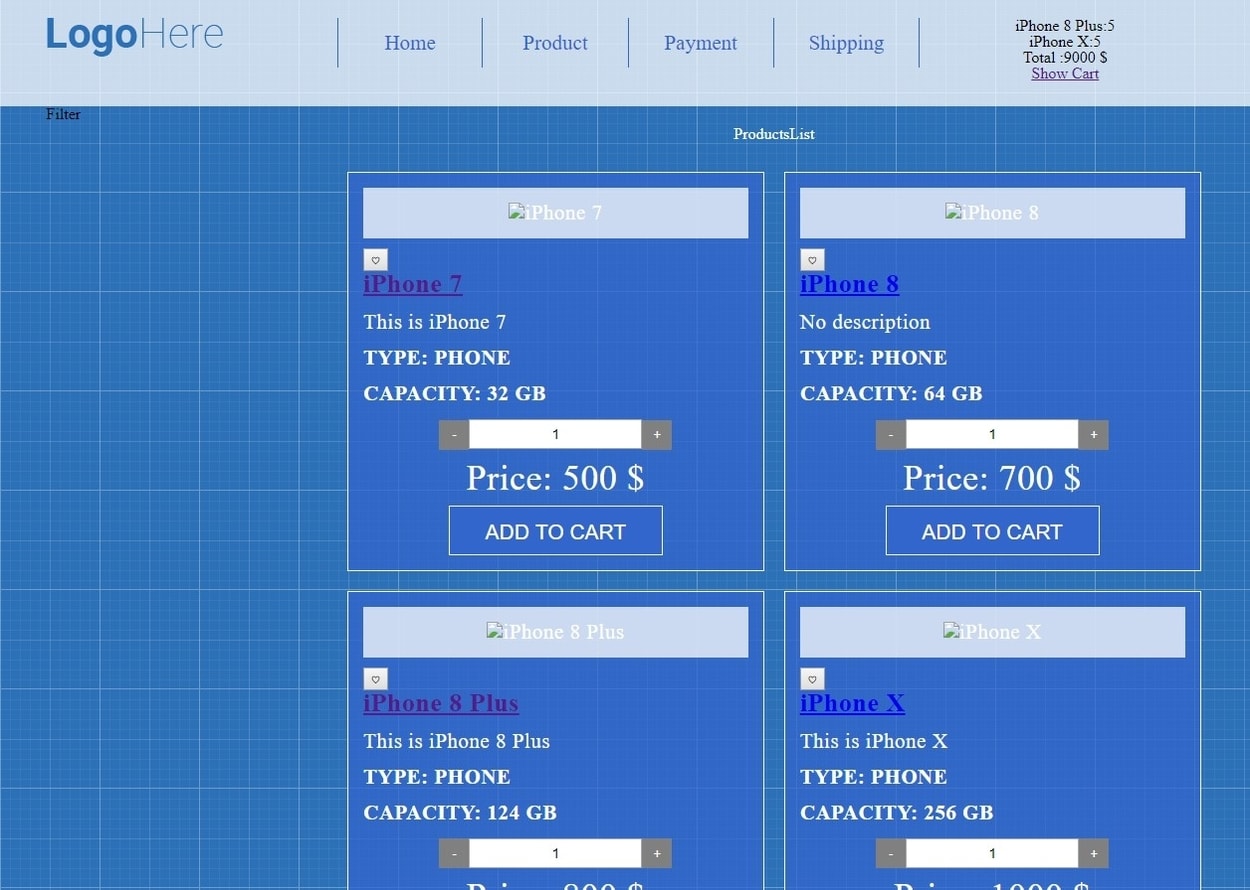 LogoHere
Home Product Payment Shipping
iPhone 8 Plus:5
iPhone X:5
Total :9000 $
Show Cart
Filter
ProductsList
iPhone 7
iPhone 7
This is iPhone 7
TYPE: PHONE
CAPACITY: 32 GB
- 1 +
Price: 500 $
ADD TO CART
iPhone 8
iPhone 8
No description
TYPE: PHONE
CAPACITY: 64 GB
- 1 +
Price: 700 $
ADD TO CART
iPhone 8 Plus
iPhone 8 Plus
This is iPhone 8 Plus
TYPE: PHONE
CAPACITY: 124 GB
- 1 +
Price: 800 $
iPhone X
iPhone X
This is iPhone X
TYPE: PHONE
CAPACITY: 256 GB
- 1 +
Price: 1000 $